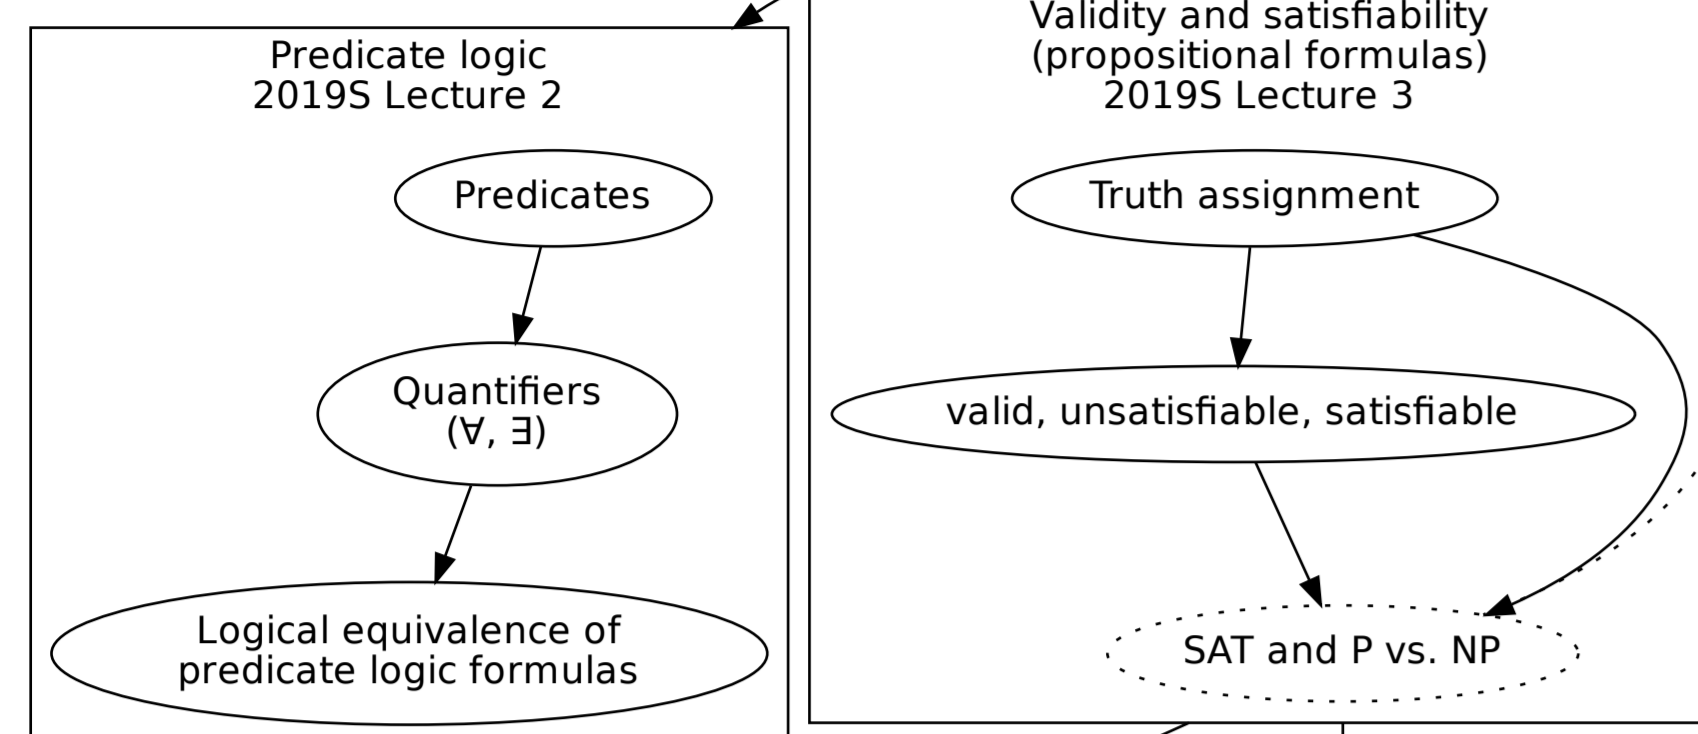 Predicate logic
2019S Lecture 2
Predicates
Quantifiers
(∀, ∃)
Logical equivalence of
predicate logic formulas
Validity and satisfiability
(propositional formulas)
2019S Lecture 3
Truth assignment
valid, unsatisfiable, satisfiable
SAT and P vs. NP